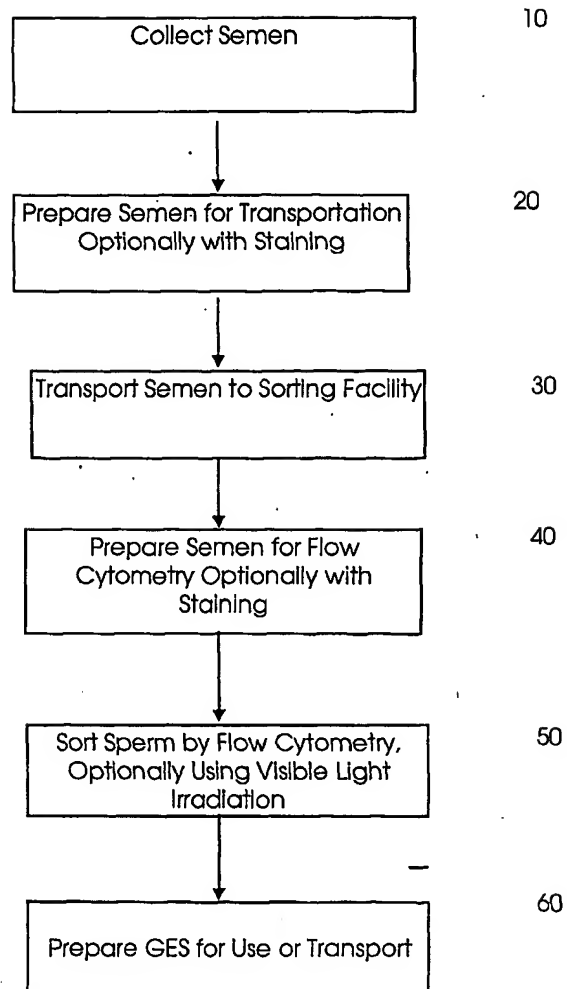 10
Collect Semen
20
Prepare Semen for Transportation
Optionally with Staining
30
Transport Semen to Sorting Facility
40
Prepare Semen for Flow
Cytometry Optionally with
Staining
50
Sort Sperm by Flow Cytometry,
Optionally Using Visible Light
Irradiation
60
Prepare GES for Use or Transport